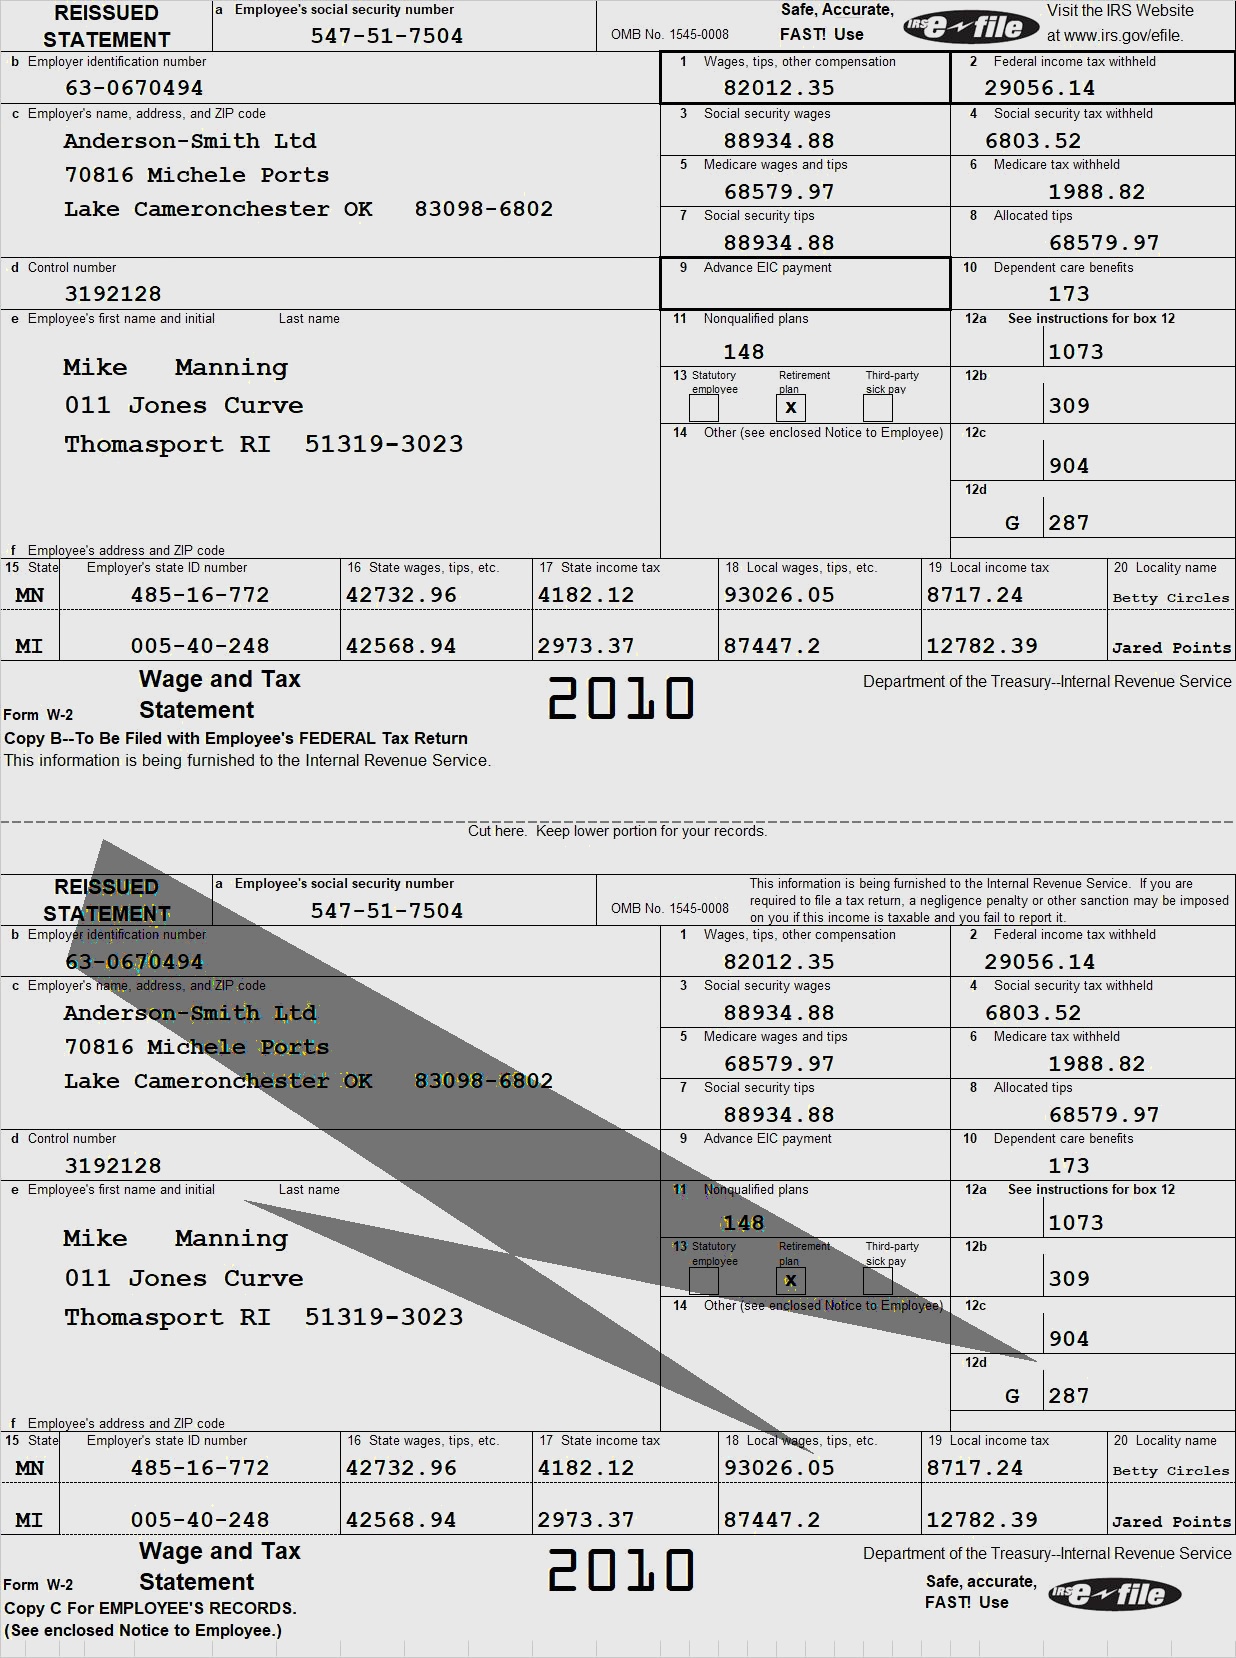 REISSUED STATEMENT
a Employee's social security number
547-51-7504
OMB No. 1545-0008
Safe, Accurate,
FAST! Use
IRS e-file
Visit the IRS Website
at www.irs.gov/efile.
b Employer identification number
63-0670494
1 Wages, tips, other compensation
82012.35
2 Federal income tax withheld
29056.14
c Employer's name, address, and ZIP code
Anderson-Smith Ltd
70816 Michele Ports
Lake Cameronchester OK 83098-6802
3 Social security wages
88934.88
4 Social security tax withheld
6803.52
5 Medicare wages and tips
68579.97
6 Medicare tax withheld
1988.82
7 Social security tips
88934.88
8 Allocated tips
68579.97
d Control number
3192128
9 Advance EIC payment
10 Dependent care benefits
173
e Employee's first name and initial Last name
Mike Manning
011 Jones Curve
Thomasport RI 51319-3023
11 Nonqualified plans
148
12a See instructions for box 12
1073
13 Statutory employee
Retirement plan
X
Third-party sick pay
12b
309
14 Other (see enclosed Notice to Employee)
12c
904
12d
G 287
f Employee's address and ZIP code
15 State Employer's state ID number 16 State wages, tips, etc. 17 State income tax 18 Local wages, tips, etc. 19 Local income tax 20 Locality name
MN 485-16-772 42732.96 4182.12 93026.05 8717.24 Betty Circles
MI 005-40-248 42568.94 2973.37 87447.2 12782.39 Jared Points
Wage and Tax
Statement
Form W-2
2010
Department of the Treasury--Internal Revenue Service
Copy B--To Be Filed with Employee's FEDERAL Tax Return
This information is being furnished to the Internal Revenue Service.
Cut here. Keep lower portion for your records.
REISSUED STATEMENT
a Employee's social security number
547-51-7504
OMB No. 1545-0008
This information is being furnished to the Internal Revenue Service. If you are
required to file a tax return, a negligence penalty or other sanction may be imposed
on you if this income is taxable and you fail to report it.
b Employer identification number
63-0670494
1 Wages, tips, other compensation
82012.35
2 Federal income tax withheld
29056.14
c Employer's name, address, and ZIP code
Anderson-Smith Ltd
70816 Michele Ports
Lake Cameronchester OK 83098-6802
3 Social security wages
88934.88
4 Social security tax withheld
6803.52
5 Medicare wages and tips
68579.97
6 Medicare tax withheld
1988.82
7 Social security tips
88934.88
8 Allocated tips
68579.97
d Control number
3192128
9 Advance EIC payment
10 Dependent care benefits
173
e Employee's first name and initial Last name
Mike Manning
011 Jones Curve
Thomasport RI 51319-3023
11 Nonqualified plans
148
12a See instructions for box 12
1073
13 Statutory employee
Retirement plan
X
Third-party sick pay
12b
309
14 Other (see enclosed Notice to Employee)
12c
904
12d
G 287
f Employee's address and ZIP code
15 State Employer's state ID number 16 State wages, tips, etc. 17 State income tax 18 Local wages, tips, etc. 19 Local income tax 20 Locality name
MN 485-16-772 42732.96 4182.12 93026.05 8717.24 Betty Circles
MI 005-40-248 42568.94 2973.37 87447.2 12782.39 Jared Points
Wage and Tax
Statement
Form W-2
2010
Department of the Treasury--Internal Revenue Service
Safe, accurate,
FAST! Use
IRS e-file
Copy C For EMPLOYEE'S RECORDS.
(See enclosed Notice to Employee.)